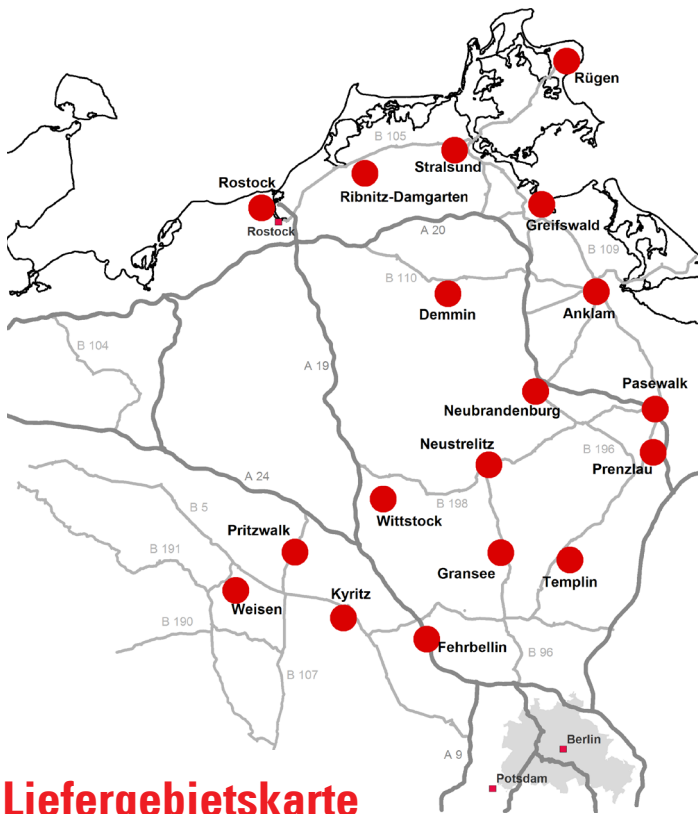 Rügen
B 105
Stralsund
Rostock
Ribnitz-Damgarten
Greifswald
Rostock
A 20
B 109
B 110
Demmin
Anklam
B 104
A 19
Pasewalk
Neubrandenburg
Neustrelitz
B 196
Prenzlau
A 24
B 198
B 5
Wittstock
Pritzwalk
B 191
Gransee
Templin
Kyritz
Weisen
B 190
Fehrbellin
B 96
B 107
Berlin
A 9
Potsdam
Liefergebietskarte